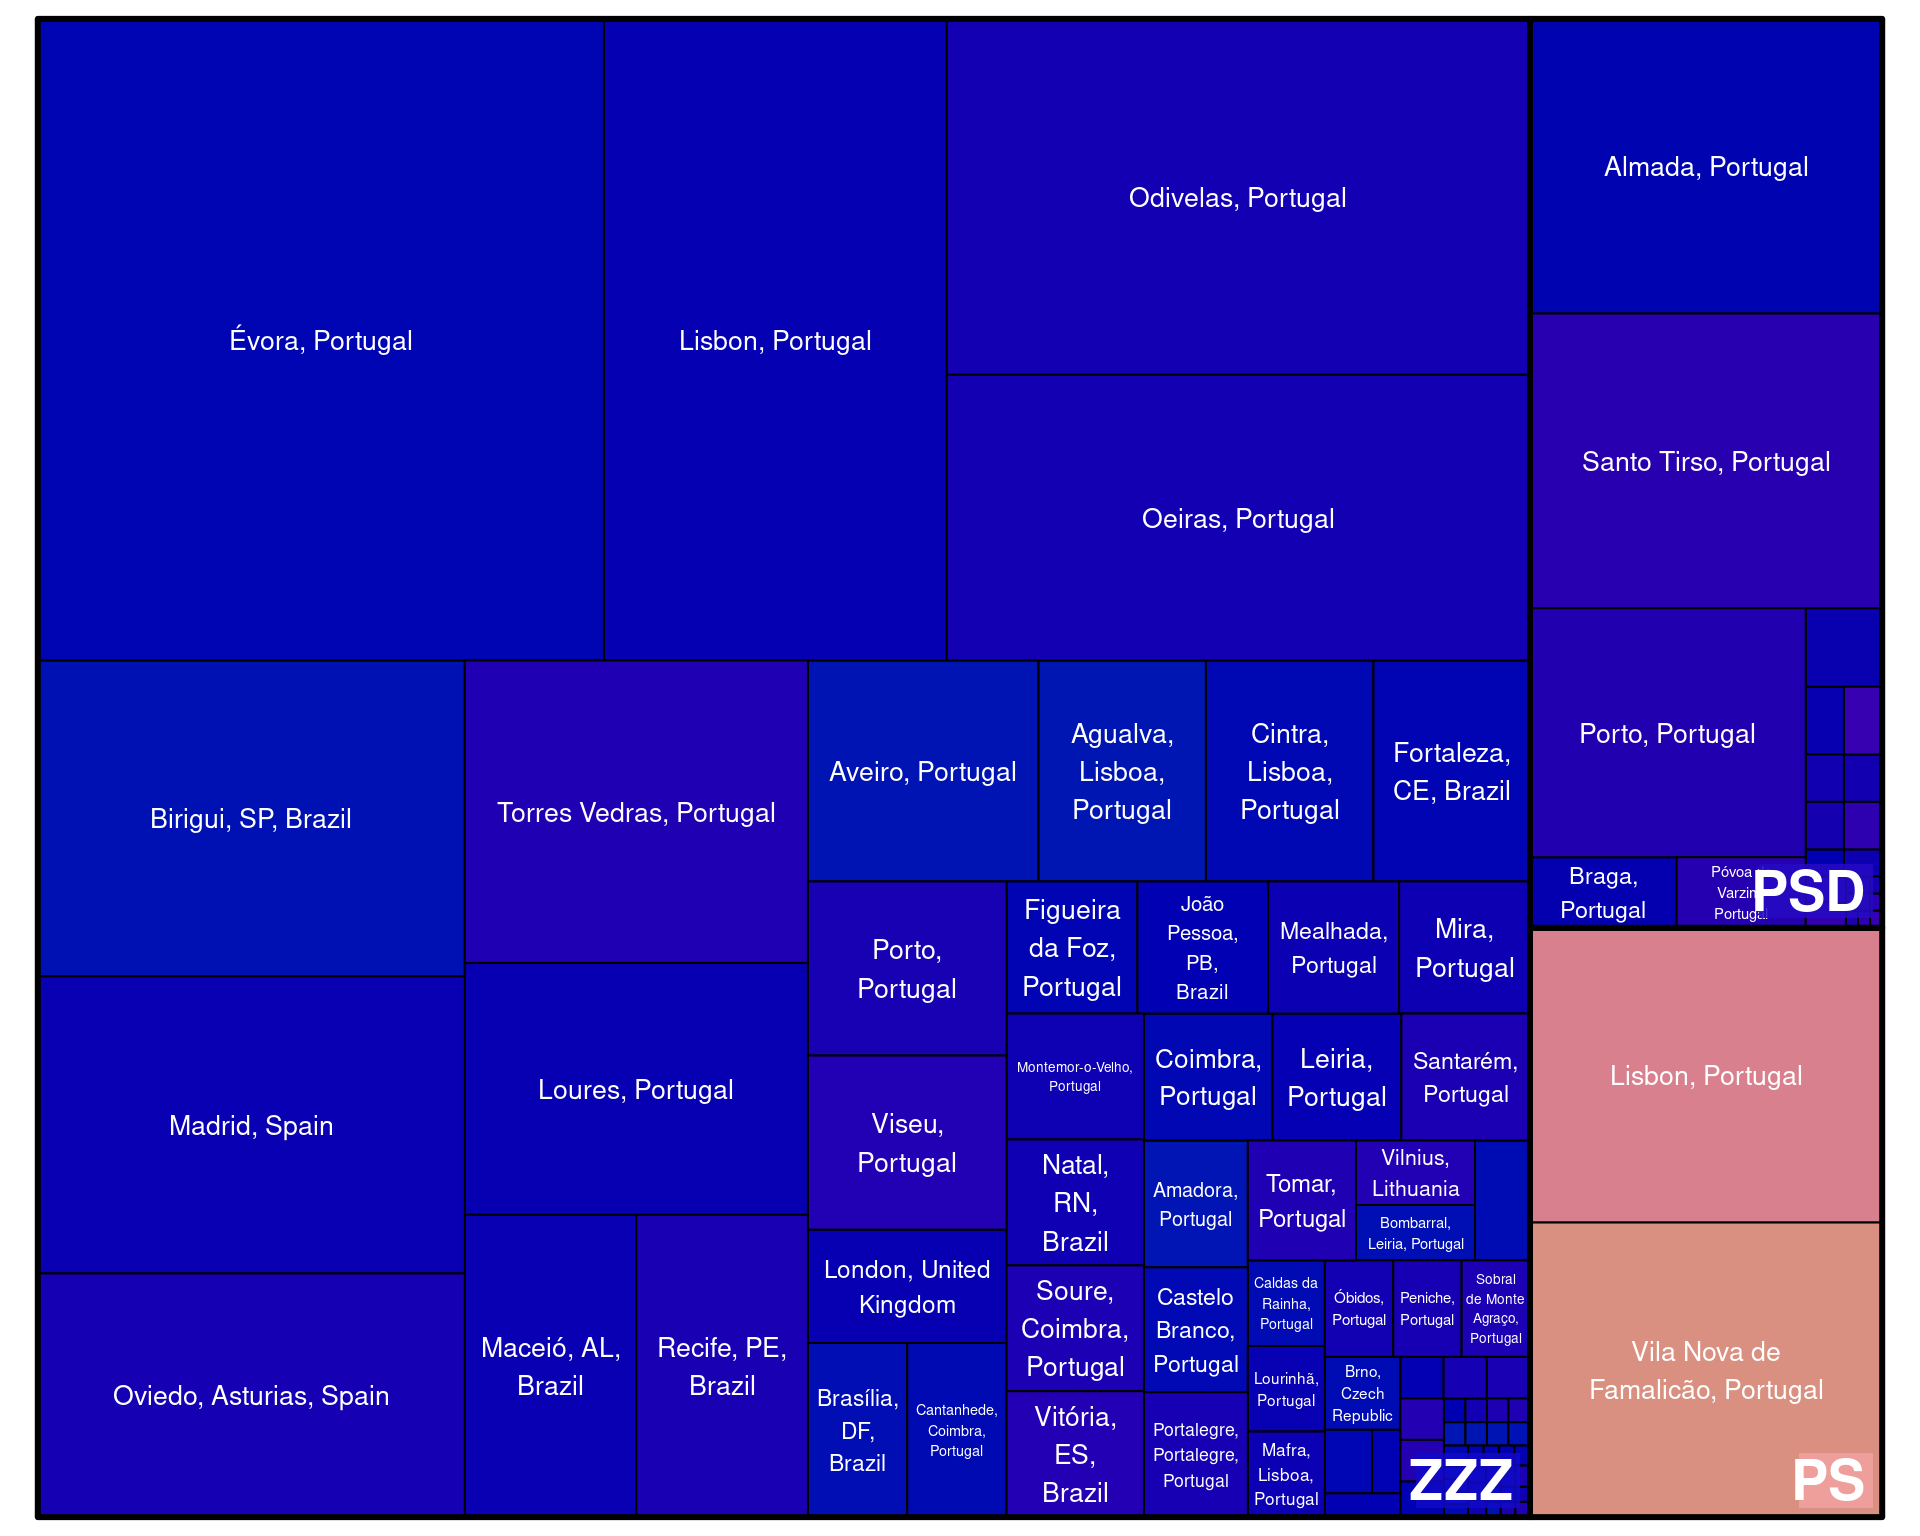 Évora, Portugal
Lisbon, Portugal
Odivelas, Portugal
Oeiras, Portugal
Birigui, SP, Brazil
Madrid, Spain
Oviedo, Asturias, Spain
Torres Vedras, Portugal
Loures, Portugal
Maceió, AL,
Brazil
Recife, PE,
Brazil
Aveiro, Portugal
Agualva,
Lisboa,
Portugal
Cintra,
Lisboa,
Portugal
Fortaleza,
CE, Brazil
Porto,
Portugal
Viseu,
Portugal
London, United
Kingdom
Brasília,
DF,
Brazil
Cantanhede,
Coimbra,
Portugal
Figueira
da Foz,
Portugal
João
Pessoa,
PB,
Brazil
Mealhada,
Portugal
Mira,
Portugal
Montemor-o-Velho,
Portugal
Coimbra,
Portugal
Leiria,
Portugal
Santarém,
Portugal
Natal,
RN,
Brazil
Soure,
Coimbra,
Portugal
Vitória,
ES,
Brazil
Amadora,
Portugal
Castelo
Branco,
Portugal
Portalegre,
Portalegre,
Portugal
Tomar,
Portugal
Vilnius,
Lithuania
Bombarral,
Leiria, Portugal
Caldas da
Rainha,
Portugal
Óbidos,
Portugal
Peniche,
Portugal
Sobral
de Monte
Agraço,
Portugal
Lourinhã,
Portugal
Brno,
Czech
Republic
Mafra,
Lisboa,
Portugal
ZZZ
Almada, Portugal
Santo Tirso, Portugal
Porto, Portugal
Braga,
Portugal
Póvoa
Varzim
Portugal
PSD
Lisbon, Portugal
Vila Nova de
Famalicão, Portugal
PS